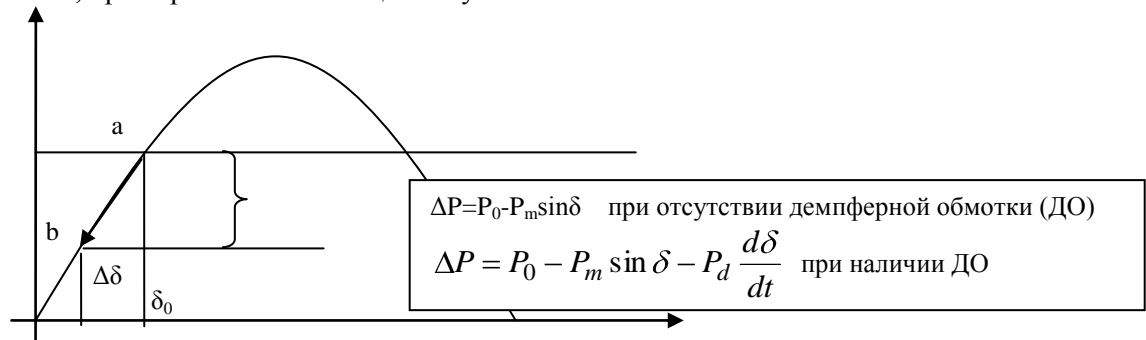 a
b
Δδ
δ₀
ΔP=P₀-Pₘsinδ при отсутствии демпферной обмотки (ДО)
ΔP = P₀ − Pₘ sin δ − P_d dδ/dt при наличии ДО